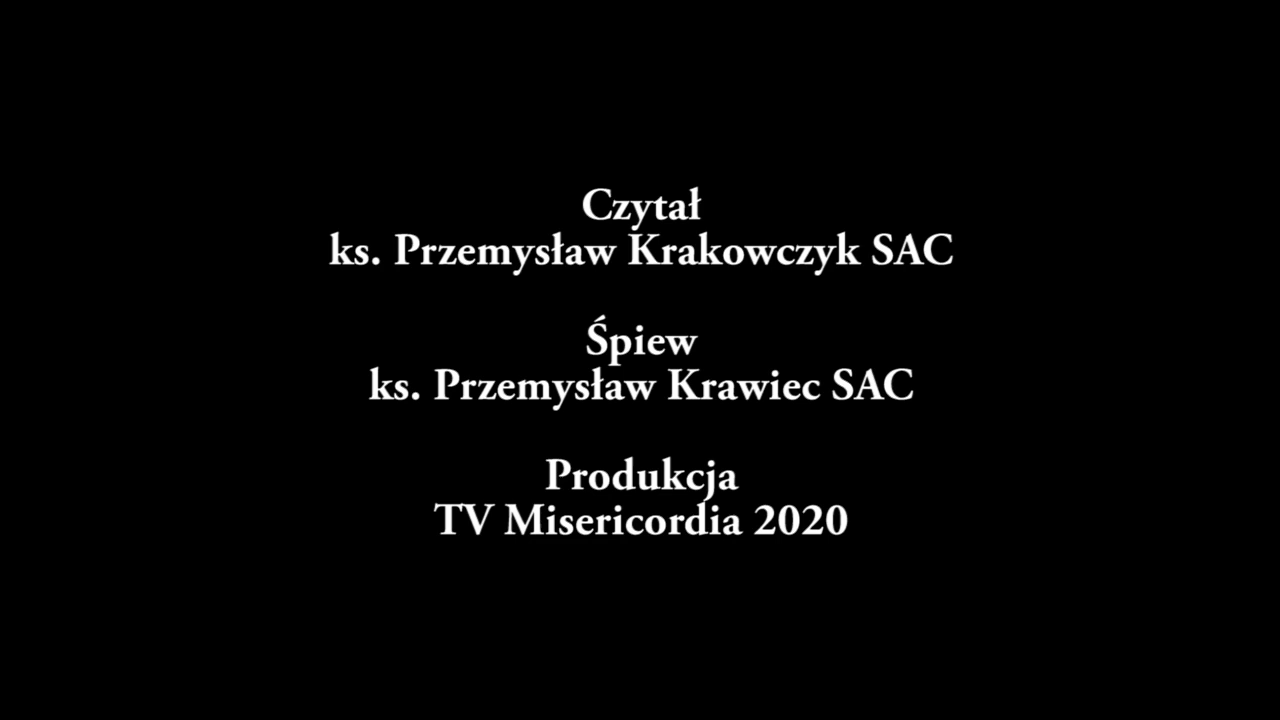 Czytał
ks. Przemysław Krakowczyk SAC
Śpiew
ks. Przemysław Krawiec SAC
Produkcja
TV Misericordia 2020